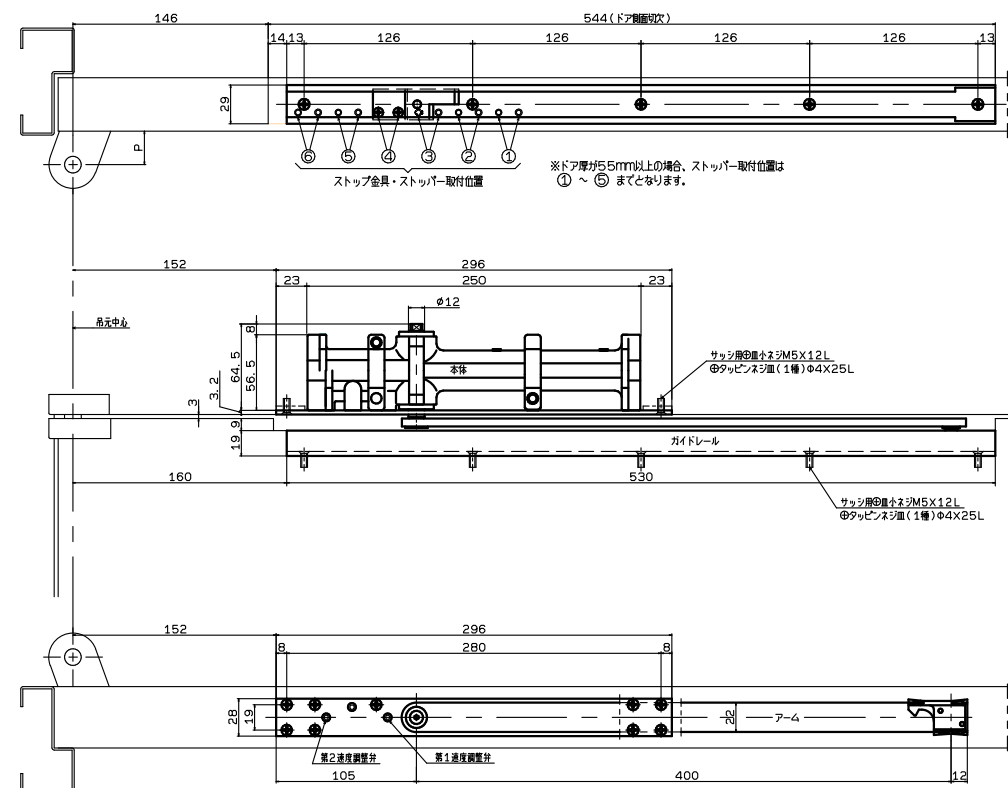 146
544(ドア側面切欠)
14
13
126
126
126
126
13
29
P
⑥
⑤
④
③
②
①
ストップ金具・ストッパー取付位置
※ドア厚が55mm以上の場合、ストッパー取付位置は
① ～ ⑤ までとなります。
152
296
23
250
23
φ12
吊元中心
8
64.5
56.5
3.2
3
本体
サッシ用⊕皿小ネジM5X12L
⊕タッピンネジ皿(1種)Φ4X25L
9
19
ガイドレール
160
530
サッシ用⊕皿小ネジM5X12L
⊕タッピンネジ皿(1種)Φ4X25L
152
296
8
280
8
28
19
22
アーム
第2速度調整弁
第1速度調整弁
105
400
12